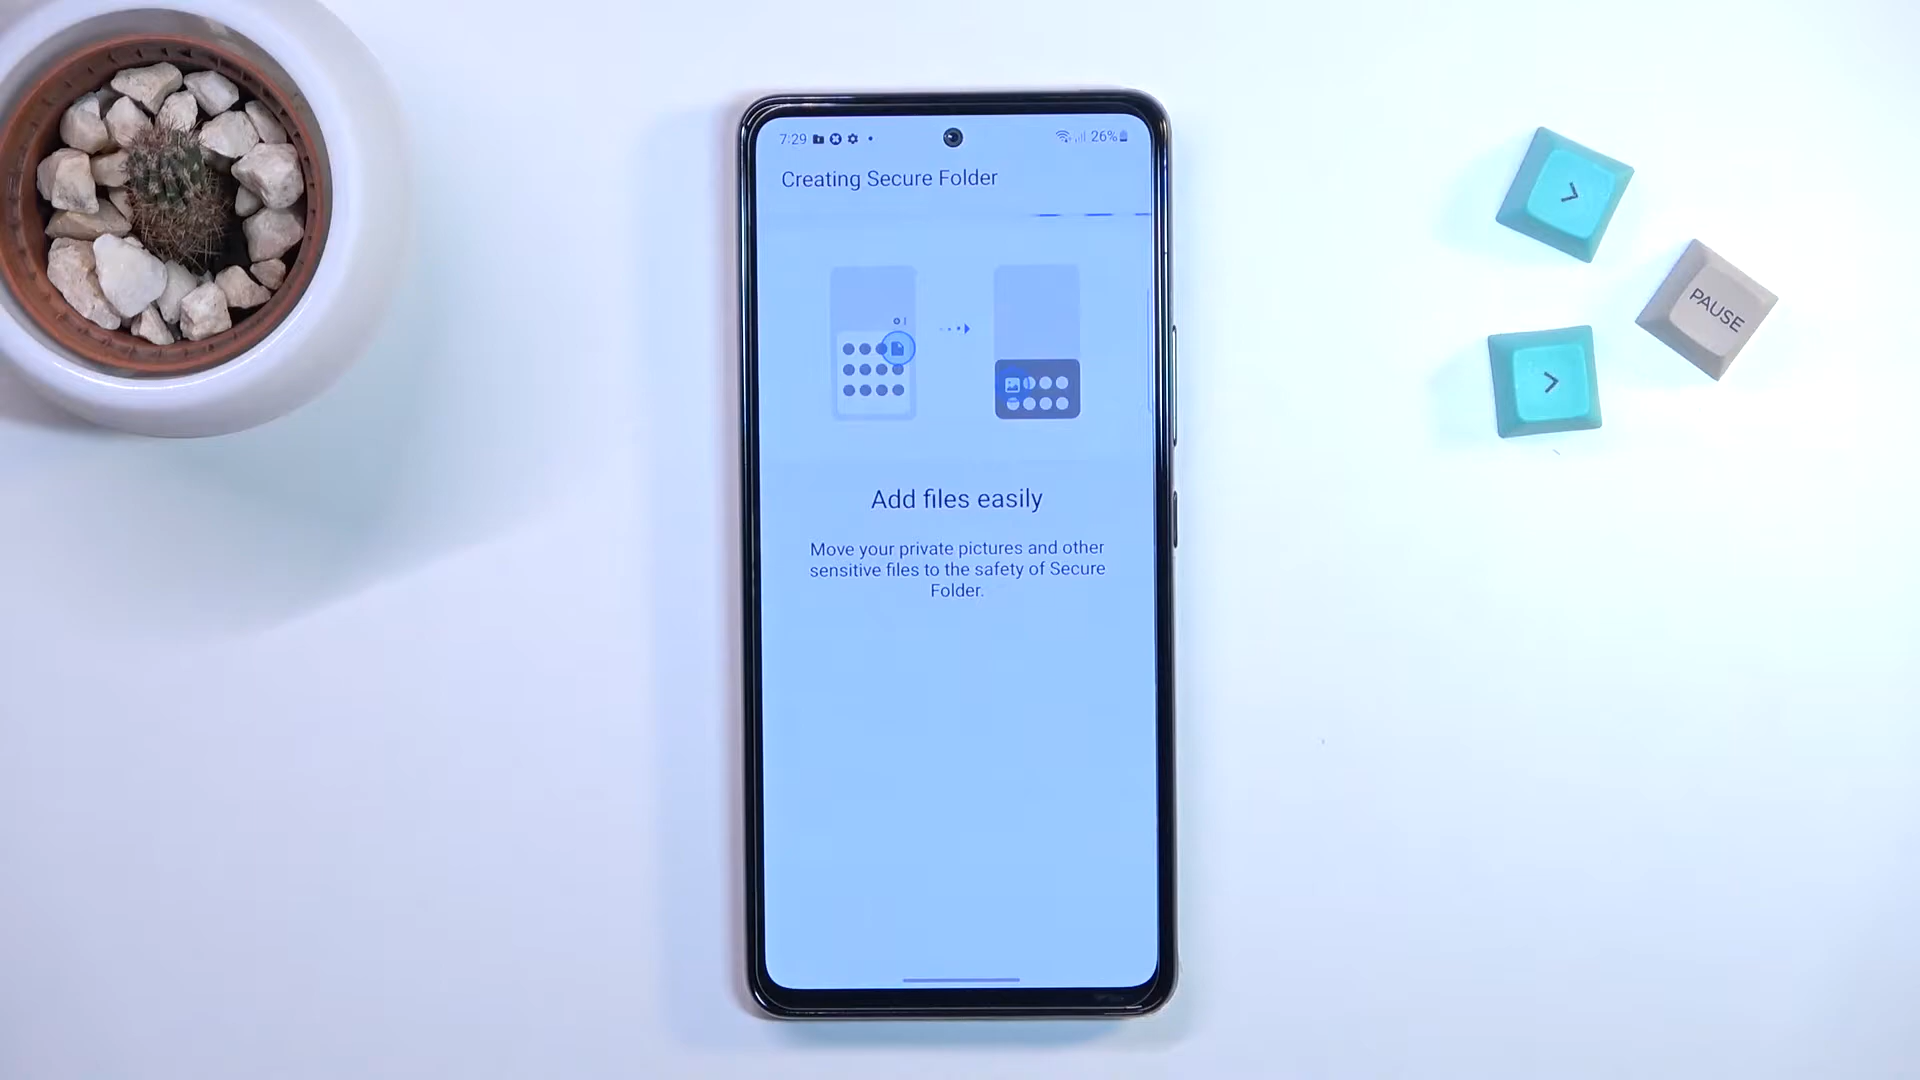 7:29 26%
Creating Secure Folder
Add files easily
Move your private pictures and other
sensitive files to the safety of Secure
Folder.
>
PAUSE
>